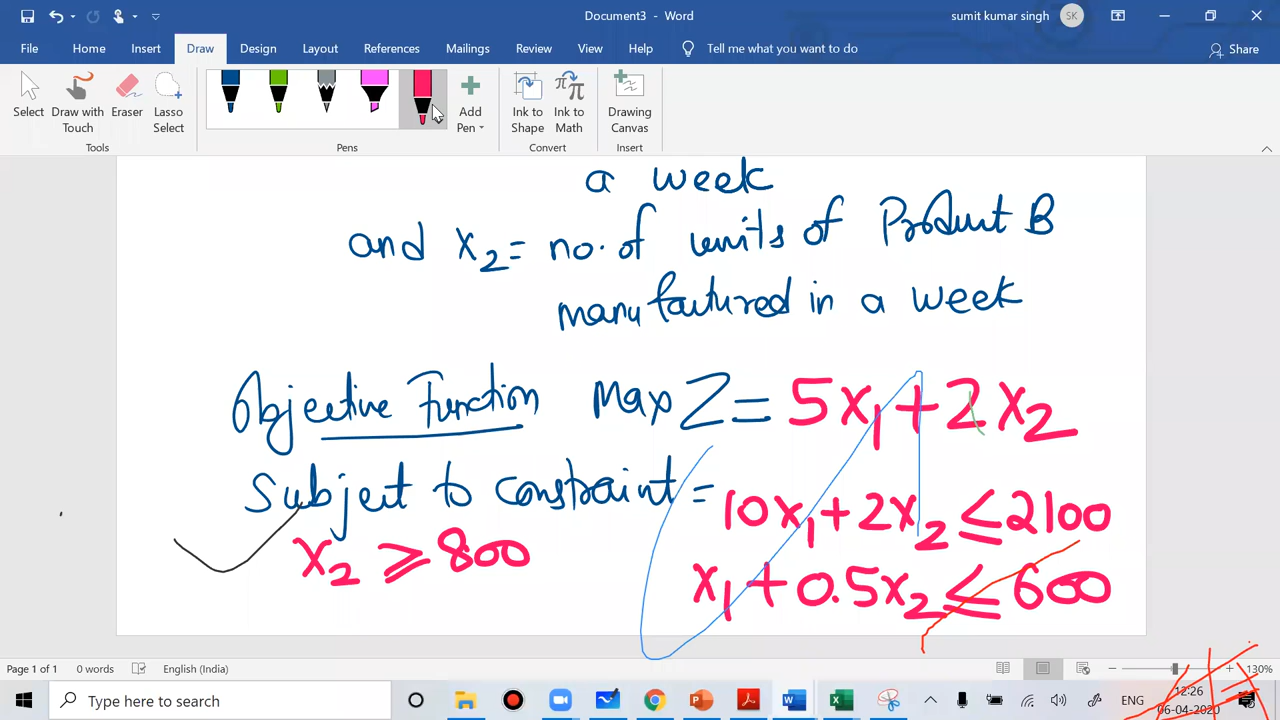 Document3 - Word
sumit kumar singh
SK
File Home Insert Draw Design Layout References Mailings Review View Help Tell me what you want to do Share
Select
Draw with Touch
Eraser
Lasso Select
Add Pen
Ink to Shape
Ink to Math
Drawing Canvas
Tools
Pens
Convert
Insert
a week
and x₂ = no. of units of Product B
manufactured in a week
Objective Function Max Z = 5x₁ + 2x₂
Subject to constraint =
10x₁ + 2x₂ ≤ 2100
x₂ ≥ 800
x₁ + 0.5x₂ ≤ 600
Page 1 of 1 0 words English (India) 130%
Type here to search
ENG
12:26
06-04-2020